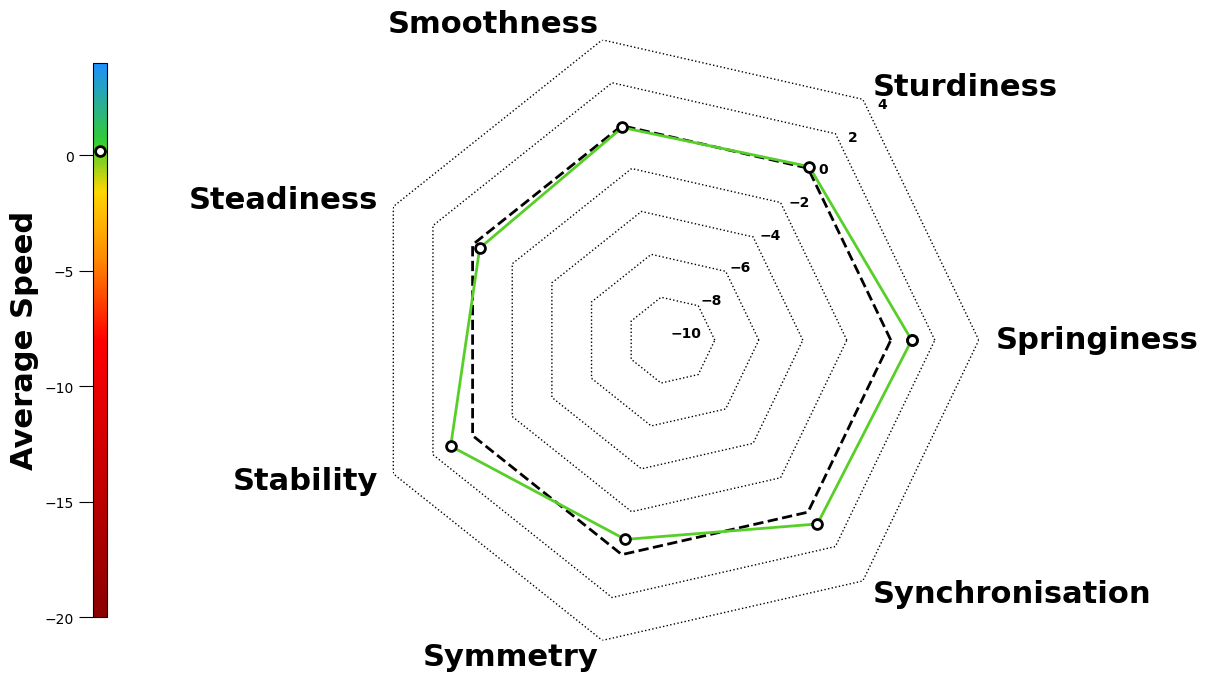 Smoothness
Sturdiness
4
2
0
0
Steadiness
−2
−4
−5
−6
−8
−10
Average Speed
Springiness
−10
Stability
−15
Synchronisation
−20
Symmetry